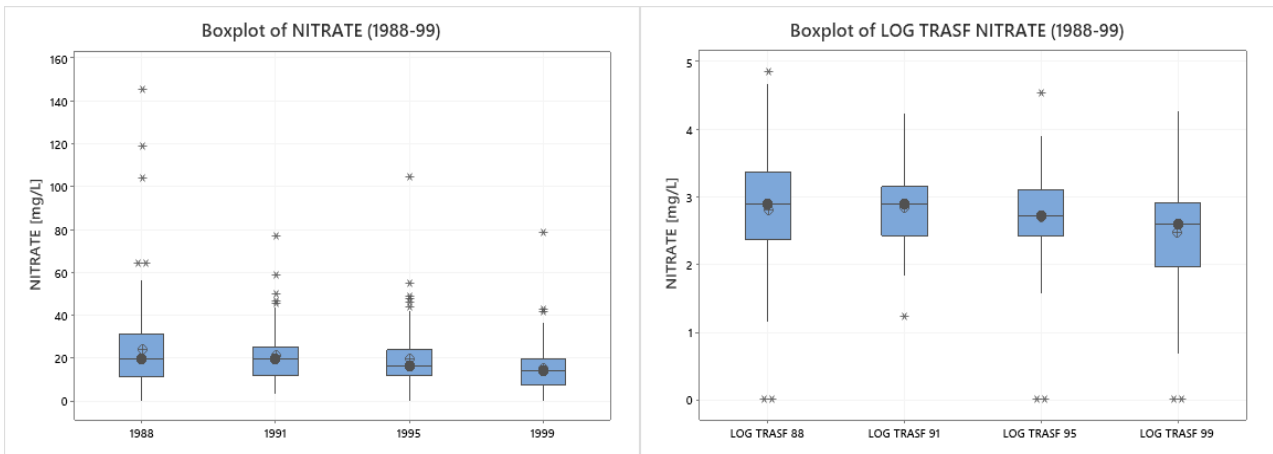 Boxplot of NITRATE (1988-99)
NITRATE [mg/L]
160
140
120
100
80
60
40
20
0
1988 1991 1995 1999
Boxplot of LOG TRASF NITRATE (1988-99)
NITRATE [mg/L]
5
4
3
2
1
0
LOG TRASF 88 LOG TRASF 91 LOG TRASF 95 LOG TRASF 99